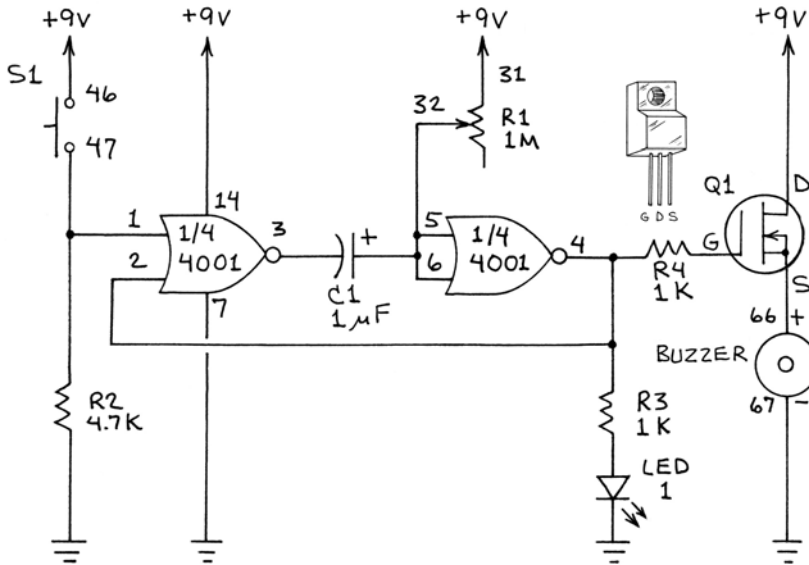 +9V
+9V
+9V
+9V
S1
46
47
31
32
R1
1M
G D S
Q1
D
G
S
1
2
14
1/4
4001
3
7
C1
+
1 µF
5
6
1/4
4001
4
R4
1K
66 +
BUZZER
67 -
R2
4.7K
R3
1K
LED
1